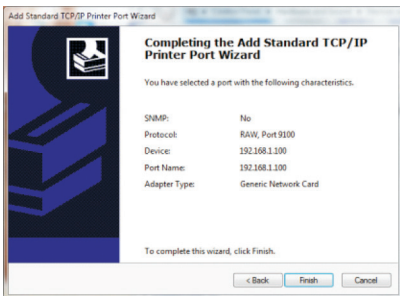 Add Standard TCP/IP Printer Port Wizard
Completing the Add Standard TCP/IP
Printer Port Wizard
You have selected a port with the following characteristics.
SNMP: No
Protocol: RAW, Port 9100
Device: 192.168.1.100
Port Name: 192.168.1.100
Adapter Type: Generic Network Card
To complete this wizard, click Finish.
< Back Finish Cancel